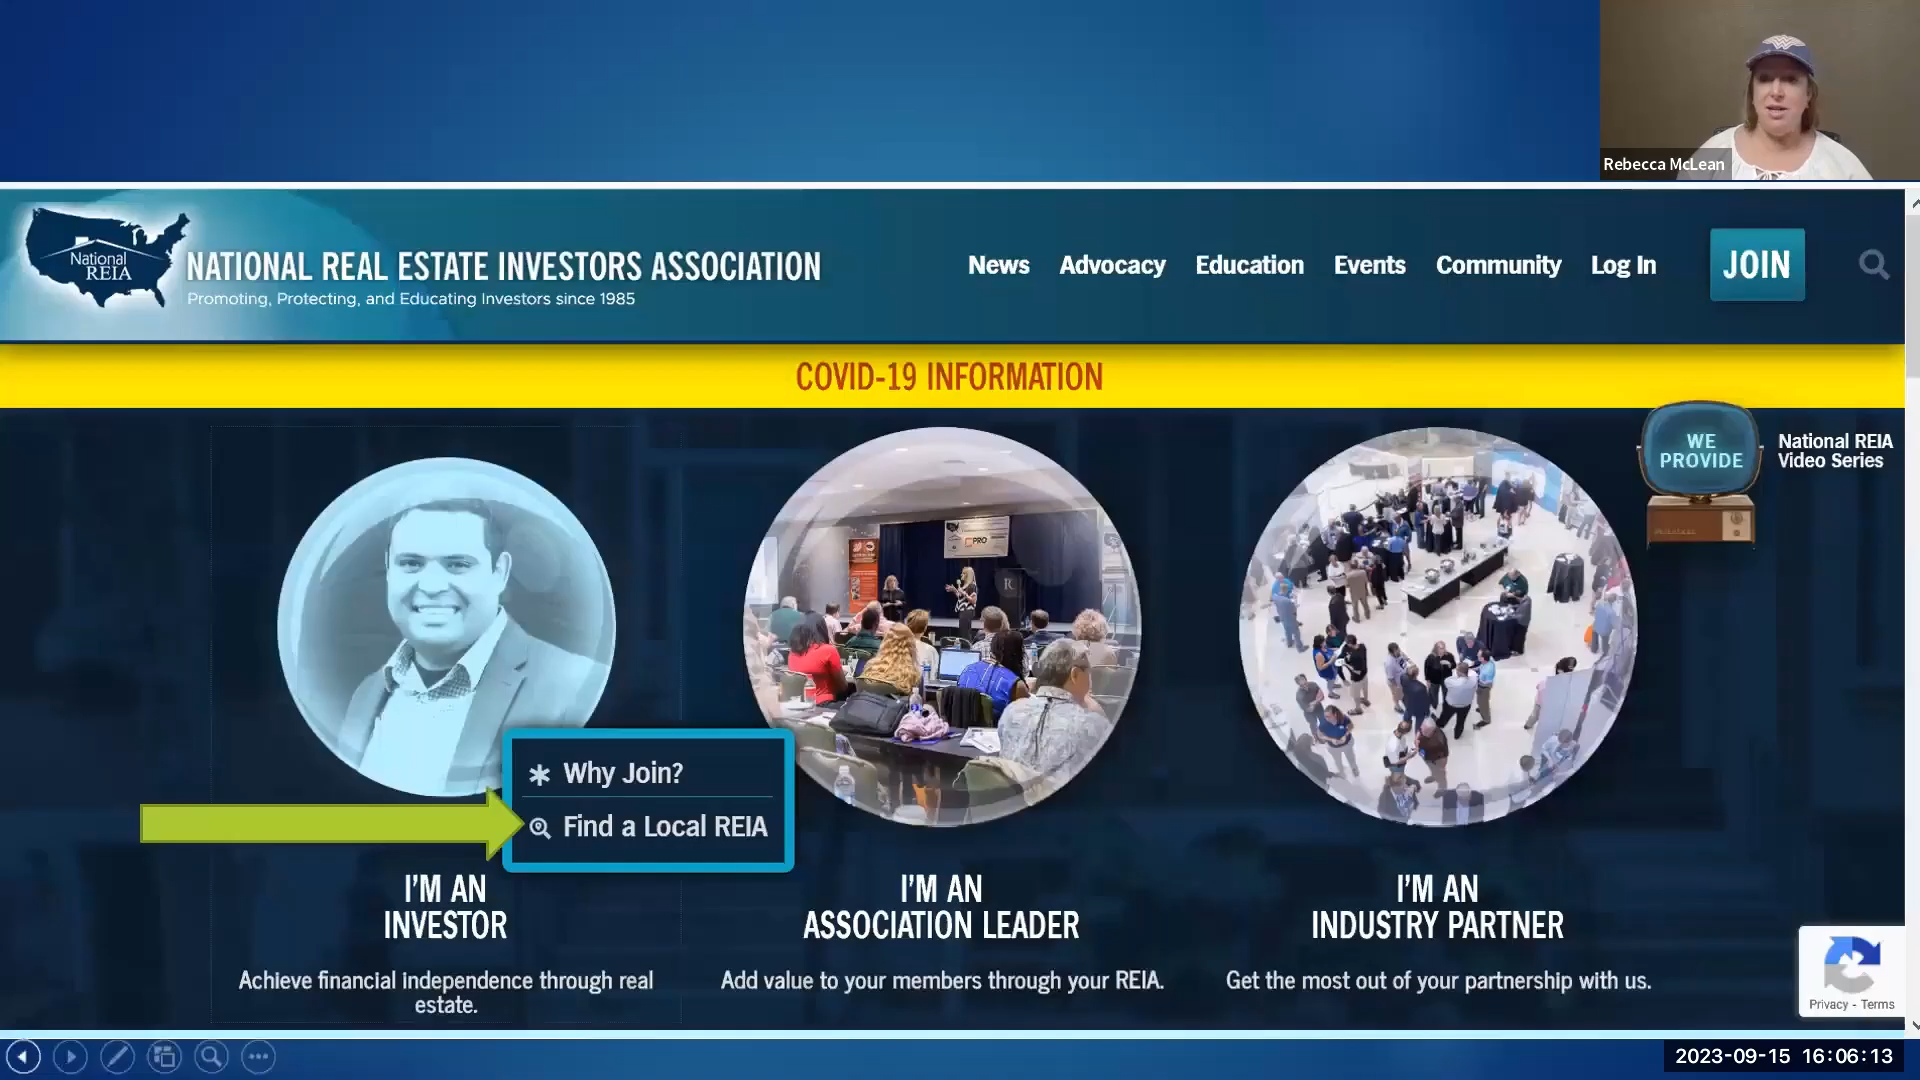 Rebecca McLean
National
REIA
NATIONAL REAL ESTATE INVESTORS ASSOCIATION
Promoting, Protecting, and Educating Investors since 1985
News
Advocacy
Education
Events
Community
Log In
JOIN
COVID-19 INFORMATION
WE
PROVIDE
National REIA
Video Series
PRO
R
Why Join?
Find a Local REIA
I'M AN
INVESTOR
Achieve financial independence through real
estate.
I'M AN
ASSOCIATION LEADER
Add value to your members through your REIA.
I'M AN
INDUSTRY PARTNER
Get the most out of your partnership with us.
Privacy - Terms
2023-09-15 16:06:13